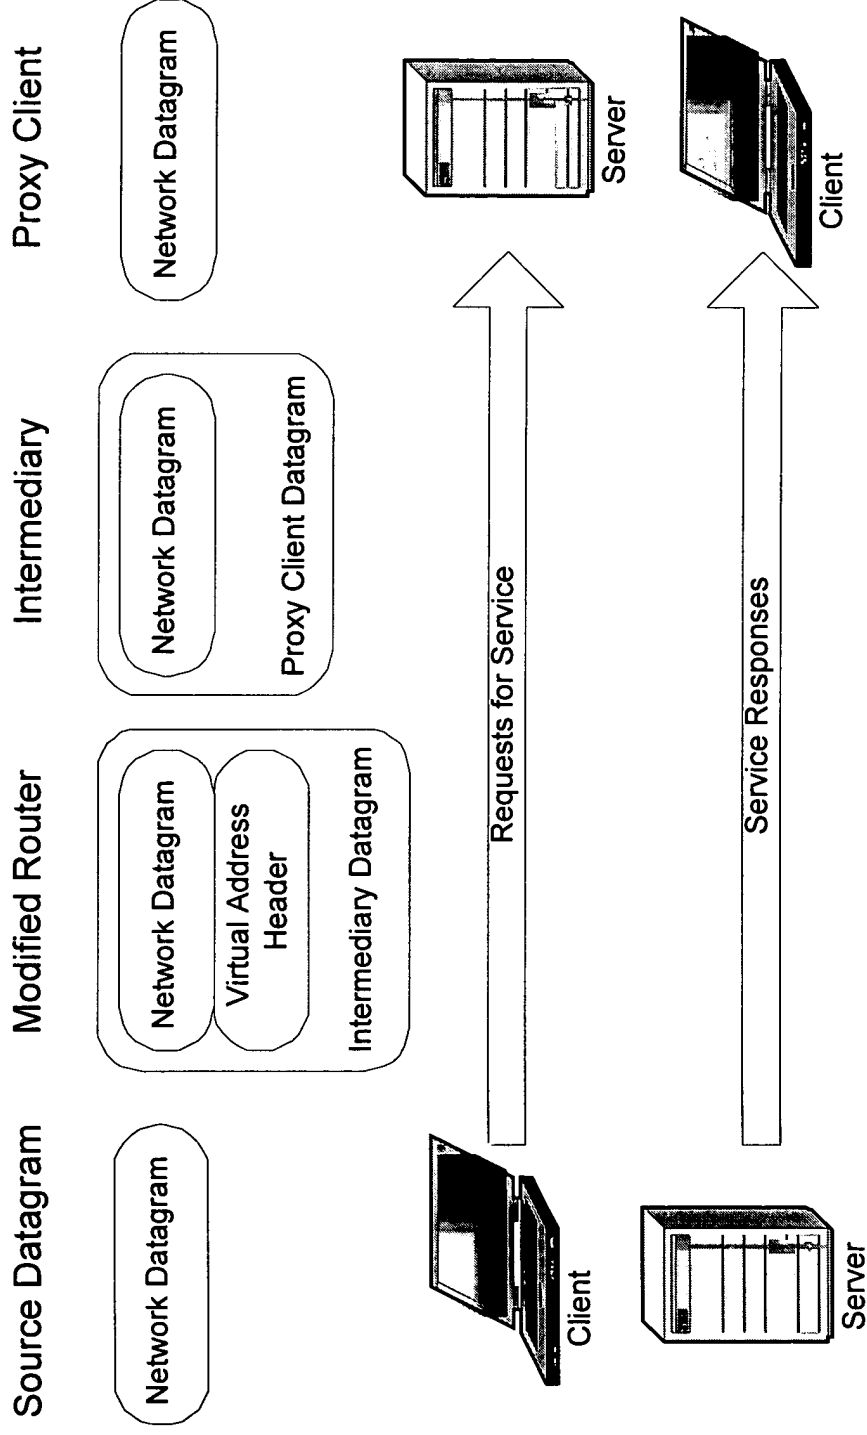 Source Datagram
Modified Router
Intermediary
Proxy Client
Network Datagram
Network Datagram
Virtual Address
Header
Intermediary Datagram
Network Datagram
Proxy Client Datagram
Network Datagram
Client
Requests for Service
Server
Server
Service Responses
Client